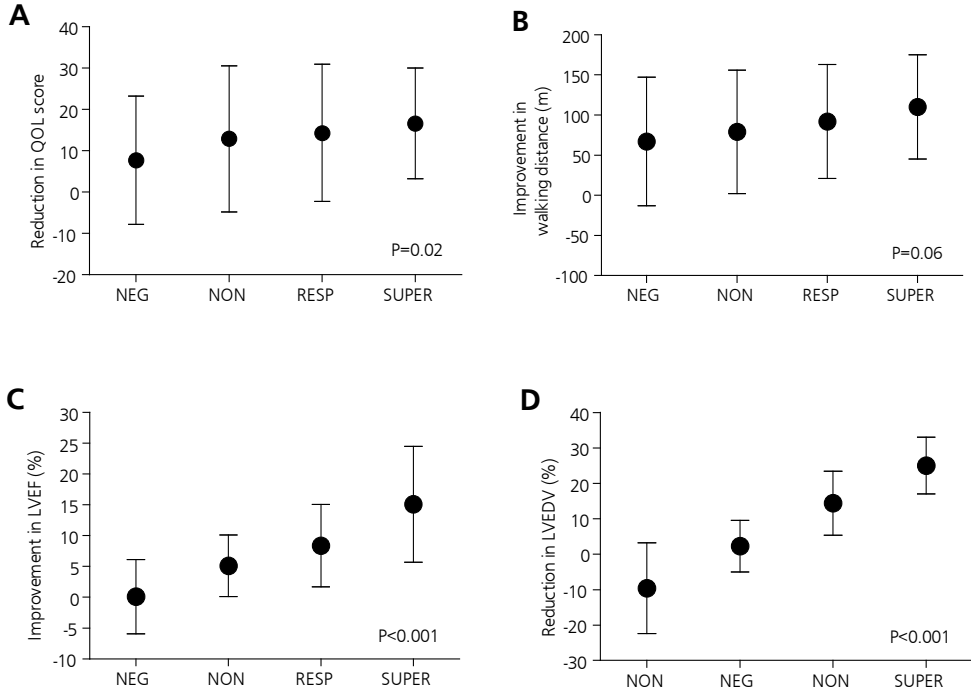 A
Reduction in QOL score
40
30
20
10
0
-10
-20
P=0.02
NEG NON RESP SUPER
B
Improvement in
walking distance (m)
200
150
100
50
0
-50
-100
P=0.06
NEG NON RESP SUPER
C
Improvement in LVEF (%)
30
25
20
15
10
5
0
-5
-10
P<0.001
NEG NON RESP SUPER
D
Reduction in LVEDV (%)
40
30
20
10
0
-10
-20
-30
P<0.001
NON NEG NON SUPER